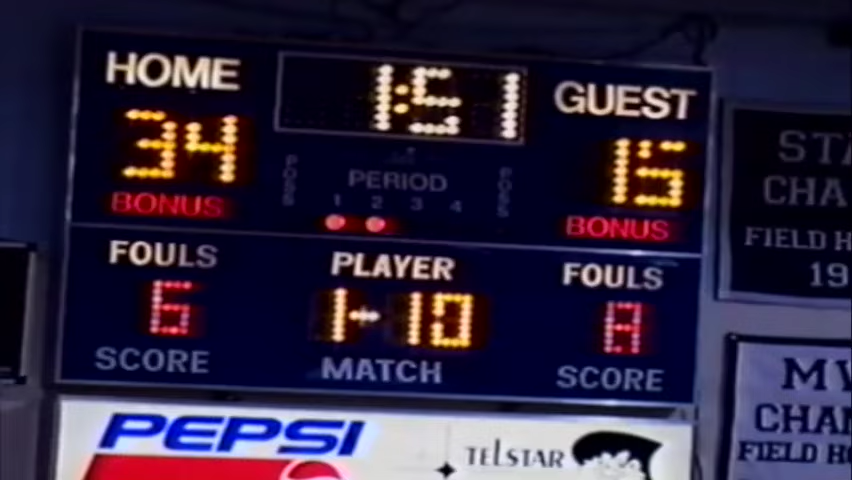 HOME 1:51 GUEST
34 15
POSS PERIOD POSS
1 2 3 4
BONUS BONUS
FOULS PLAYER FOULS
6 1 10 8
SCORE MATCH SCORE
PEPSI TELSTAR
CHA
FIELD H
19
MV
CHAN
FIELD HO